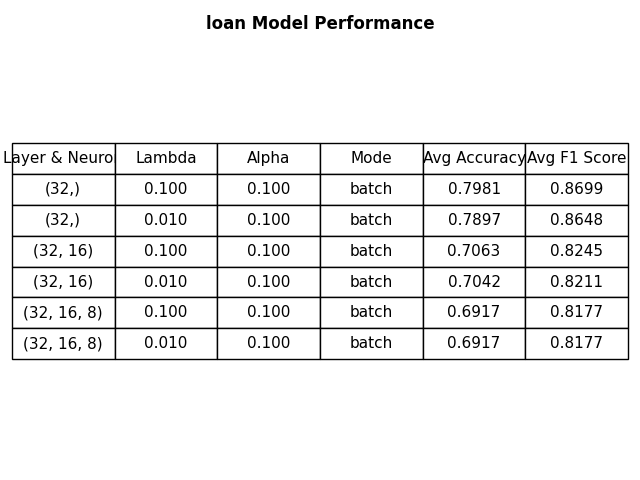 loan Model Performance
Layer & Neuron Lambda Alpha Mode Avg Accuracy Avg F1 Score
(32,) 0.100 0.100 batch 0.7981 0.8699
(32,) 0.010 0.100 batch 0.7897 0.8648
(32, 16) 0.100 0.100 batch 0.7063 0.8245
(32, 16) 0.010 0.100 batch 0.7042 0.8211
(32, 16, 8) 0.100 0.100 batch 0.6917 0.8177
(32, 16, 8) 0.010 0.100 batch 0.6917 0.8177